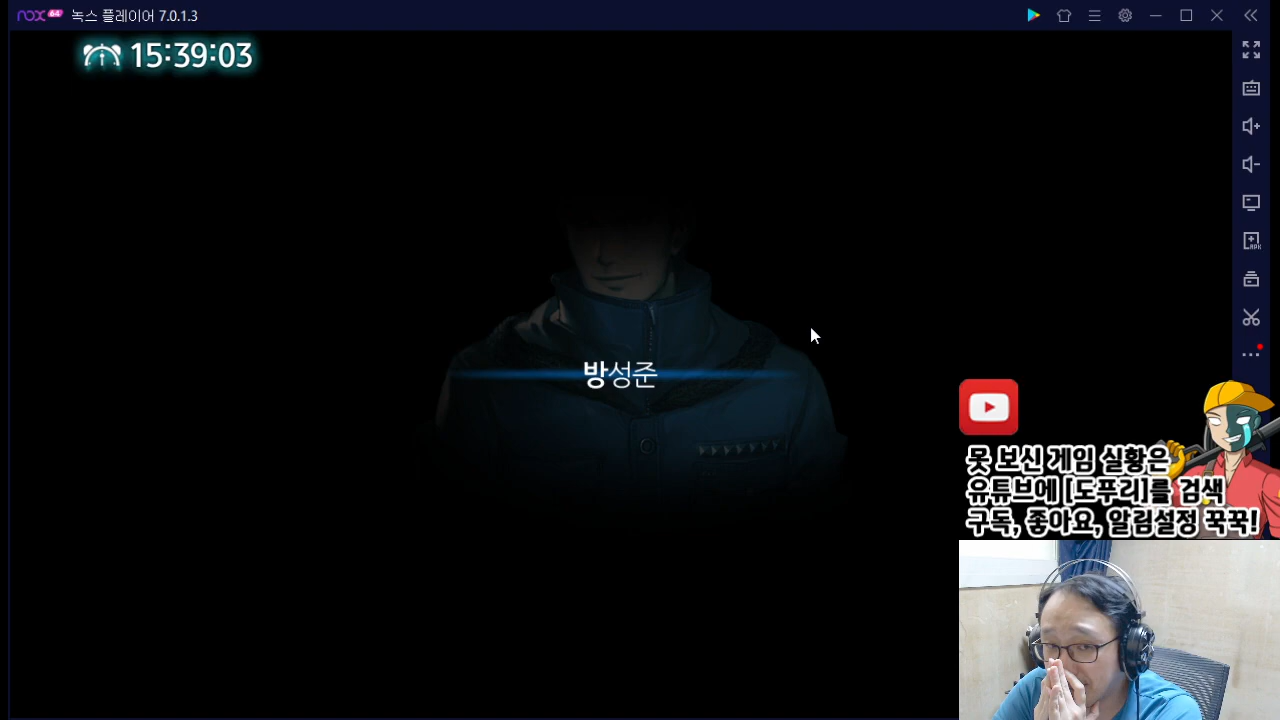 nox 64 녹스 플레이어 7.0.1.3
15:39:03
방성준
APK
못 보신 게임 실황은
유튜브에 [도푸리]를 검색
구독, 좋아요, 알림설정 꾹꾹!